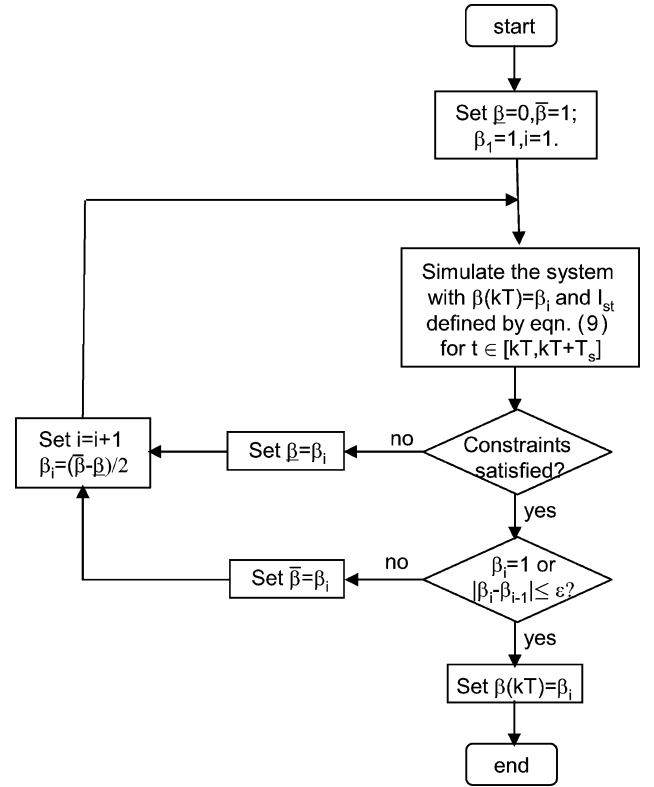 start
Set β̲=0,β̅=1;
β₁=1,i=1.
Simulate the system
with β(kT)=βᵢ and Iₛₜ
defined by eqn. (9)
for t ∈ [kT,kT+Tₛ]
Constraints
satisfied?
no
Set β̲=βᵢ
Set i=i+1
βᵢ=(β̅-β̲)/2
yes
βᵢ=1 or
|βᵢ-βᵢ₋₁|≤ ε?
no
Set β̅=βᵢ
yes
Set β(kT)=βᵢ
end